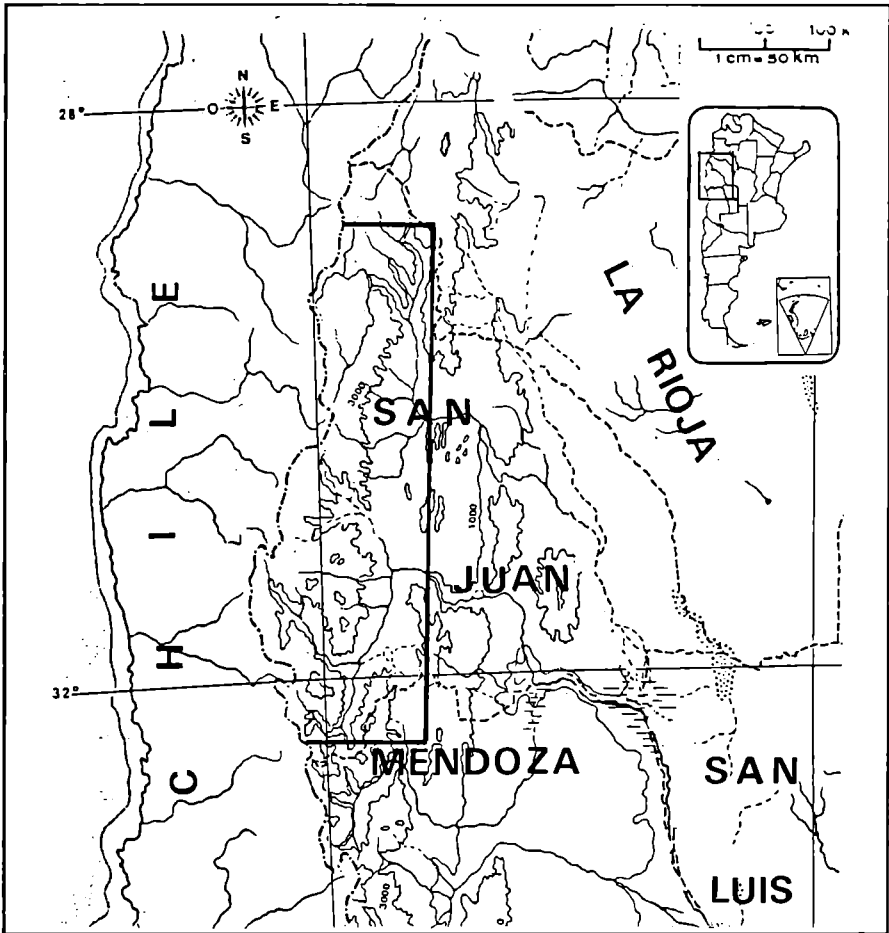 100 K
1 cm = 50 km
N
O E
S
28°
LA
RIOJA
E
L
I
H
C
3000
SAN
1000
JUAN
32°
MENDOZA
SAN
3000
LUIS